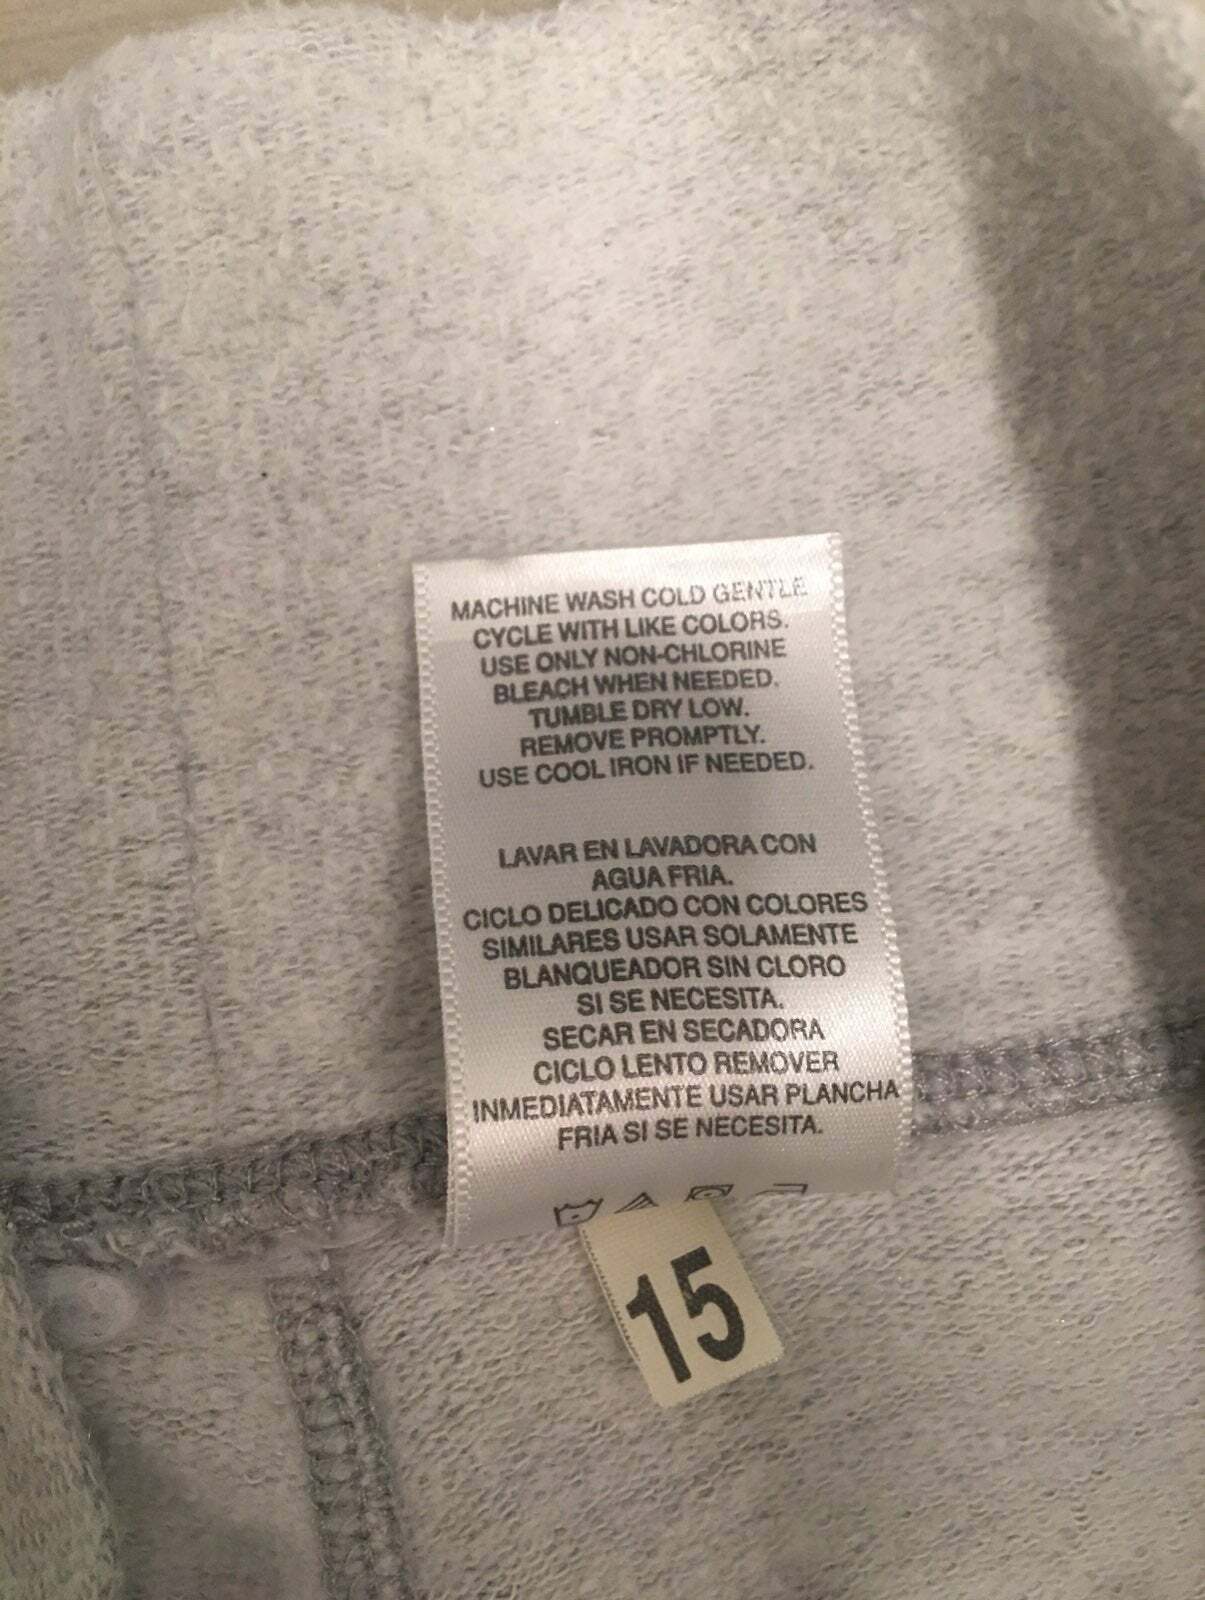 MACHINE WASH COLD GENTLE
CYCLE WITH LIKE COLORS.
USE ONLY NON-CHLORINE
BLEACH WHEN NEEDED.
TUMBLE DRY LOW.
REMOVE PROMPTLY.
USE COOL IRON IF NEEDED.
LAVAR EN LAVADORA CON
AGUA FRIA.
CICLO DELICADO CON COLORES
SIMILARES USAR SOLAMENTE
BLANQUEADOR SIN CLORO
SI SE NECESITA.
SECAR EN SECADORA
CICLO LENTO REMOVER
INMEDIATAMENTE USAR PLANCHA
FRIA SI SE NECESITA.
15